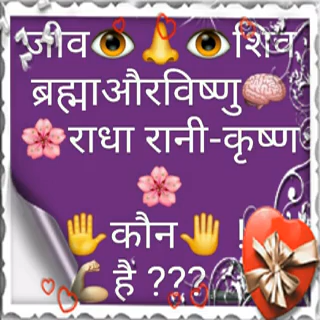 जीव👁️👃👁️शिव
ब्रह्माऔरविष्णु🧠
🌸राधा रानी-कृष्ण
🌸
🤚कौन🤚 !
💪हैं ???